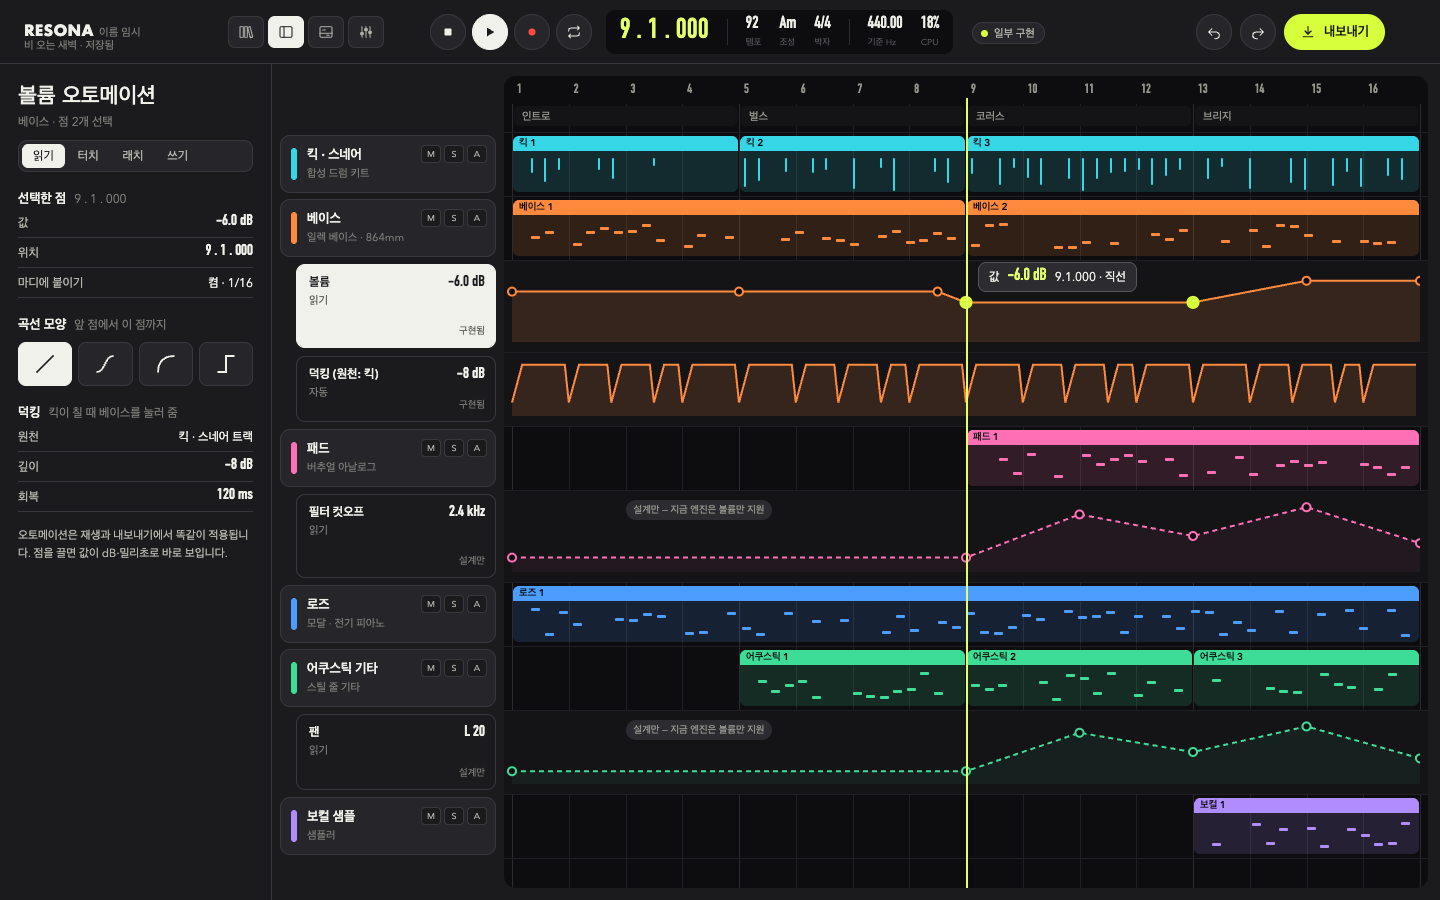 RESONA 이름 임시
비 오는 새벽 · 저장됨
9.1.000
92 Am 4/4 440.00 18%
템포 조성 박자 기준 Hz CPU
일부 구현
내보내기
볼륨 오토메이션
베이스 · 점 2개 선택
읽기 터치 래치 쓰기
선택한 점 9.1.000
값 -6.0 dB
위치 9.1.000
마디에 붙이기 켬 · 1/16
곡선 모양 앞 점에서 이 점까지
덕킹 킥이 칠 때 베이스를 눌러 줌
원천 킥 · 스네어 트랙
깊이 -8 dB
회복 120 ms
오토메이션은 재생과 내보내기에서 똑같이 적용됩니
다. 점을 끌면 값이 dB·밀리초로 바로 보입니다.
1 2 3 4 5 6 7 8 9 10 11 12 13 14 15 16
인트로 벌스 코러스 브리지
킥 · 스네어 M S A
합성 드럼 키트
킥 1 킥 2 킥 3
베이스 M S A
일렉 베이스 · 864mm
베이스 1 베이스 2
볼륨 -6.0 dB
읽기
구현됨
값 -6.0 dB 9.1.000 · 직선
덕킹 (원천: 킥) -8 dB
자동
구현됨
패드 M S A
버추얼 아날로그
패드 1
필터 컷오프 2.4 kHz
읽기
설계만
설계만 – 지금 엔진은 볼륨만 지원
로즈 M S A
모달 · 전기 피아노
로즈 1
어쿠스틱 기타 M S A
스틸 줄 기타
어쿠스틱 1 어쿠스틱 2 어쿠스틱 3
팬 L 20
읽기
설계만
설계만 – 지금 엔진은 볼륨만 지원
보컬 샘플 M S A
샘플러
보컬 1